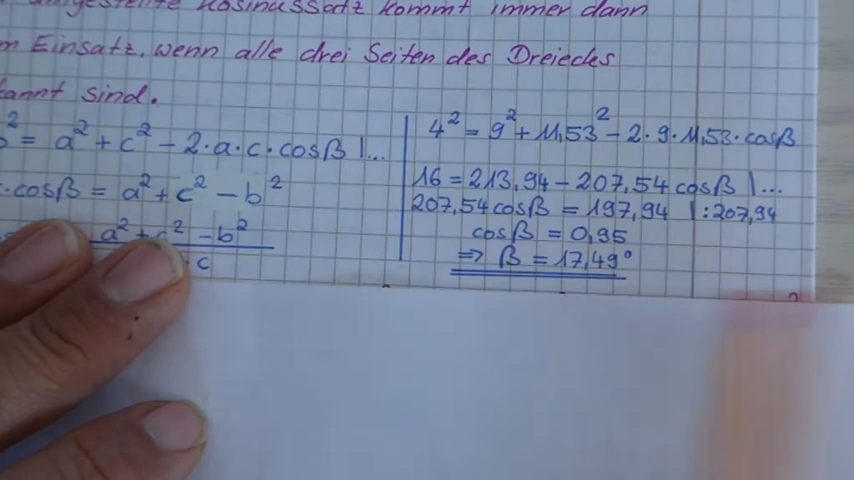 Kosinussatz kommt immer dann
Einsatz, wenn alle drei Seiten des Dreiecks
kannt sind.
b² = a² + c² - 2·a·c·cosβ |...
·cosβ = a² + c² - b²
a² + c² - b²
· c
4² = 9² + 11,53² - 2·9·11,53·cosβ
16 = 213,94 - 207,54 cosβ |...
207,54 cosβ = 197,94 | : 207,94
cosβ = 0,95
⇒ β = 17,49°